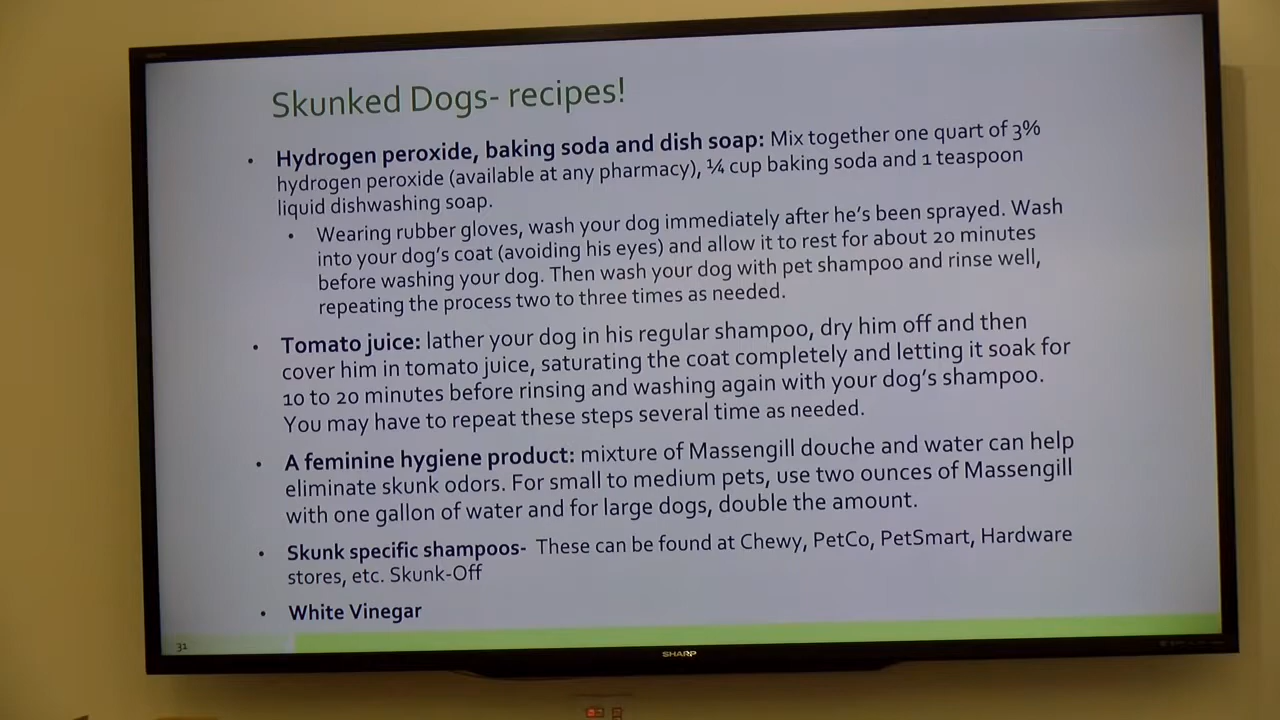 Skunked Dogs- recipes!
• Hydrogen peroxide, baking soda and dish soap: Mix together one quart of 3%
hydrogen peroxide (available at any pharmacy), ¼ cup baking soda and 1 teaspoon
liquid dishwashing soap.
• Wearing rubber gloves, wash your dog immediately after he's been sprayed. Wash
into your dog's coat (avoiding his eyes) and allow it to rest for about 20 minutes
before washing your dog. Then wash your dog with pet shampoo and rinse well,
repeating the process two to three times as needed.
• Tomato juice: lather your dog in his regular shampoo, dry him off and then
cover him in tomato juice, saturating the coat completely and letting it soak for
10 to 20 minutes before rinsing and washing again with your dog's shampoo.
You may have to repeat these steps several time as needed.
• A feminine hygiene product: mixture of Massengill douche and water can help
eliminate skunk odors. For small to medium pets, use two ounces of Massengill
with one gallon of water and for large dogs, double the amount.
• Skunk specific shampoos- These can be found at Chewy, PetCo, PetSmart, Hardware
stores, etc. Skunk-Off
• White Vinegar
31
SHARP